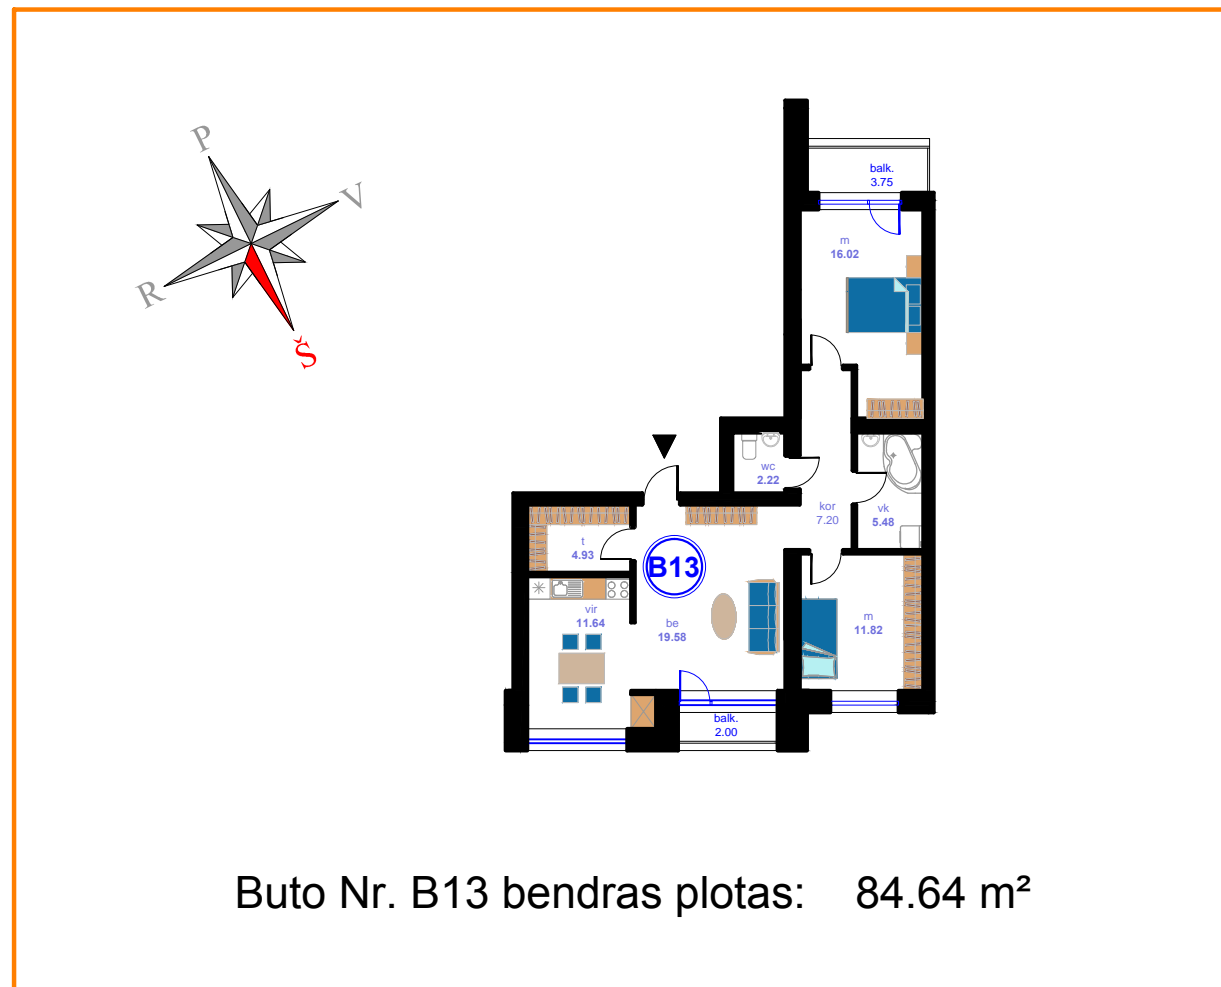 P
V
R
Š
balk.
3.75
m
16.02
wc
2.22
kor
7.20
vk
5.48
t
4.93
B13
vir
11.64
be
19.58
m
11.82
balk.
2.00
Buto Nr. B13 bendras plotas: 84.64 m²